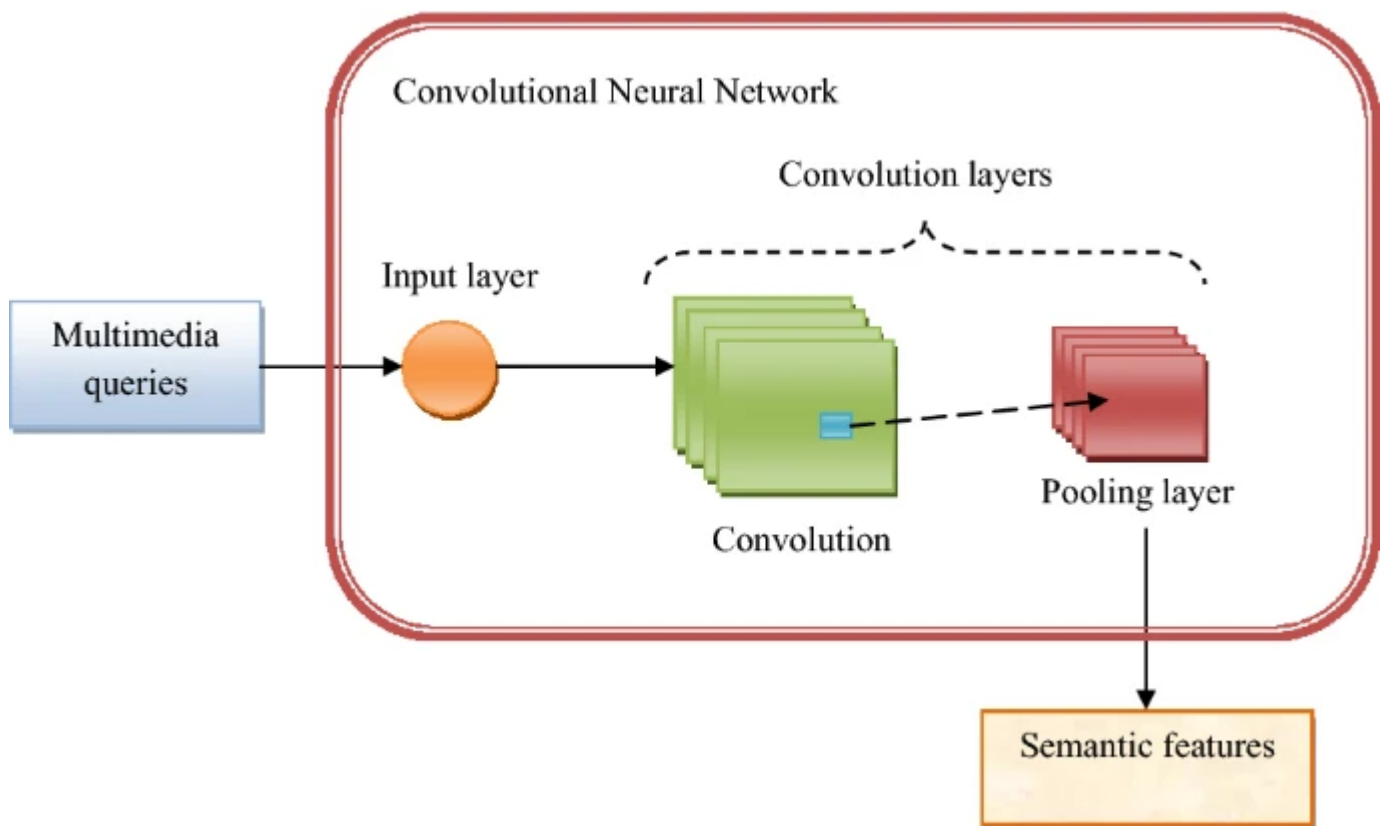 Convolutional Neural Network
Convolution layers
Input layer
Multimedia
queries
Convolution
Pooling layer
Semantic features